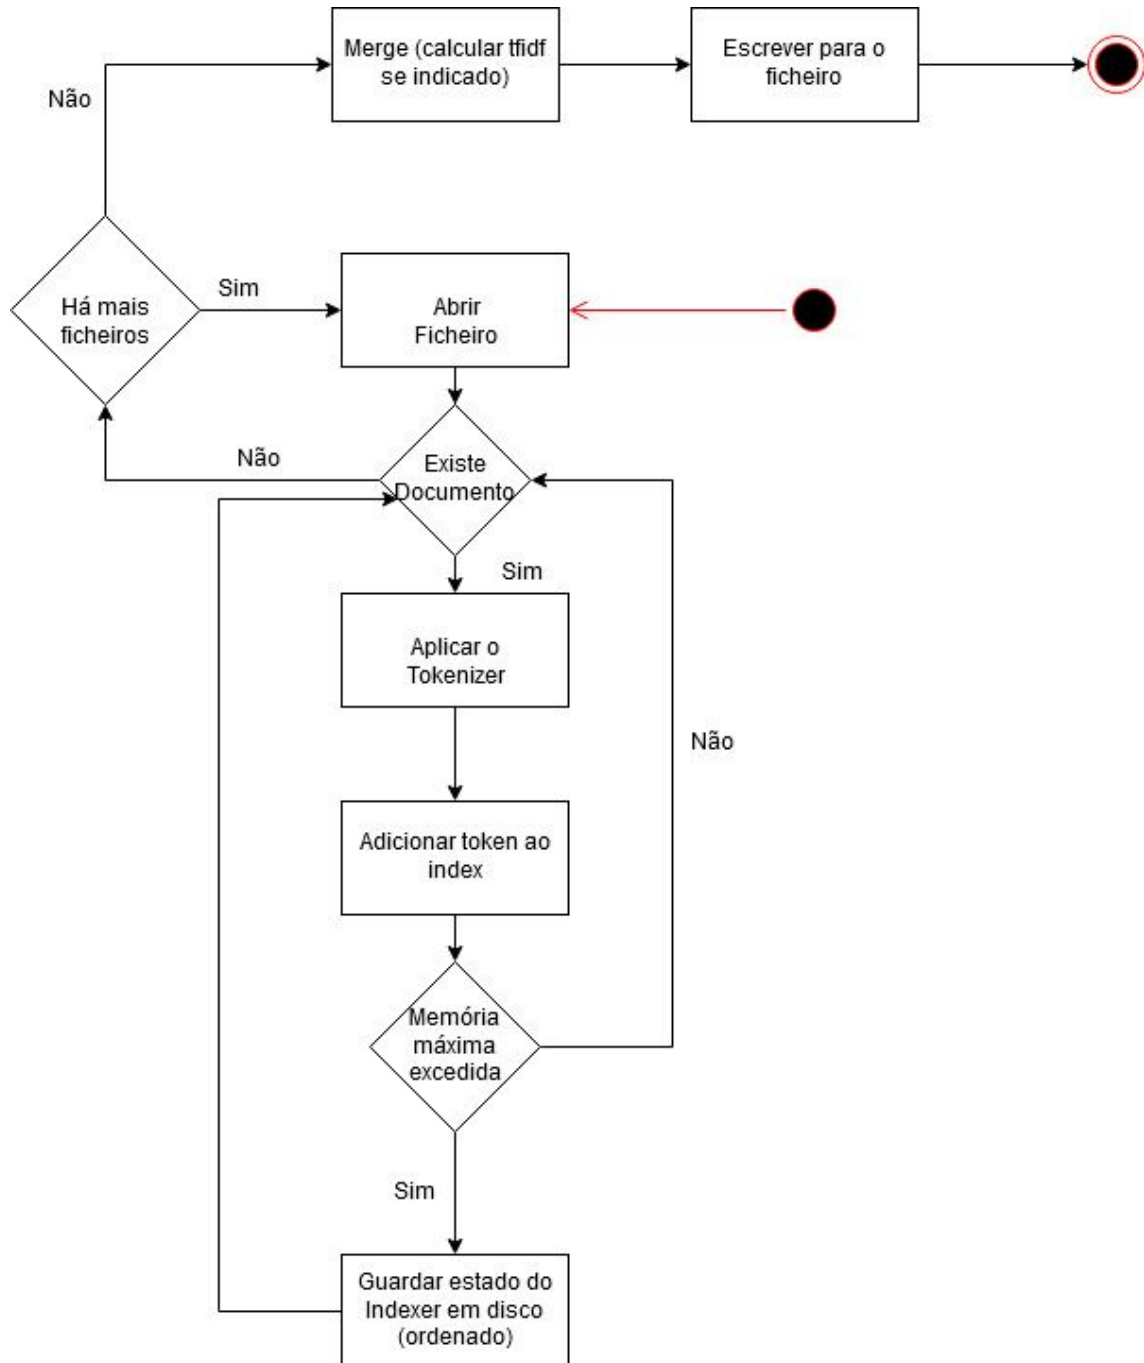 Merge (calcular tfidf
se indicado)
Escrever para o
ficheiro
Não
Há mais
ficheiros
Sim
Abrir
Ficheiro
Não
Existe
Documento
Sim
Aplicar o
Tokenizer
Não
Adicionar token ao
index
Memória
máxima
excedida
Sim
Guardar estado do
Indexer em disco
(ordenado)